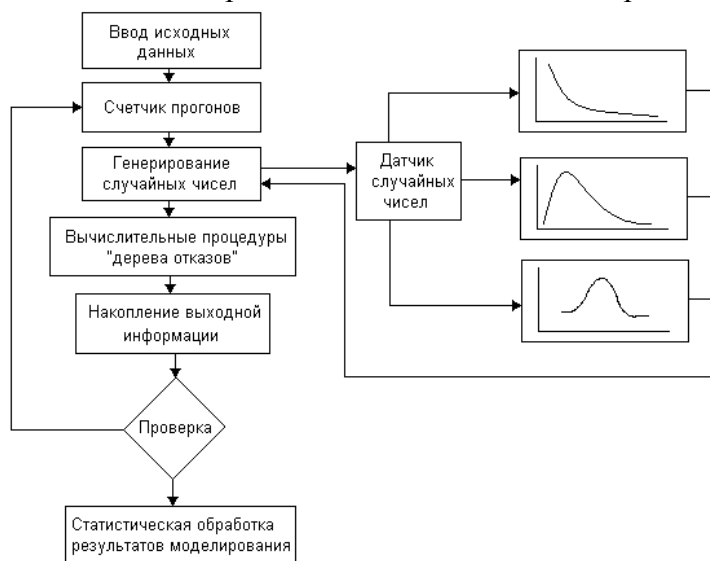 Ввод исходных
данных
Счетчик прогонов
Генерирование
случайных чисел
Датчик
случайных
чисел
Вычислительные процедуры
"дерева отказов"
Накопление выходной
информации
Проверка
Статистическая обработка
результатов моделирования